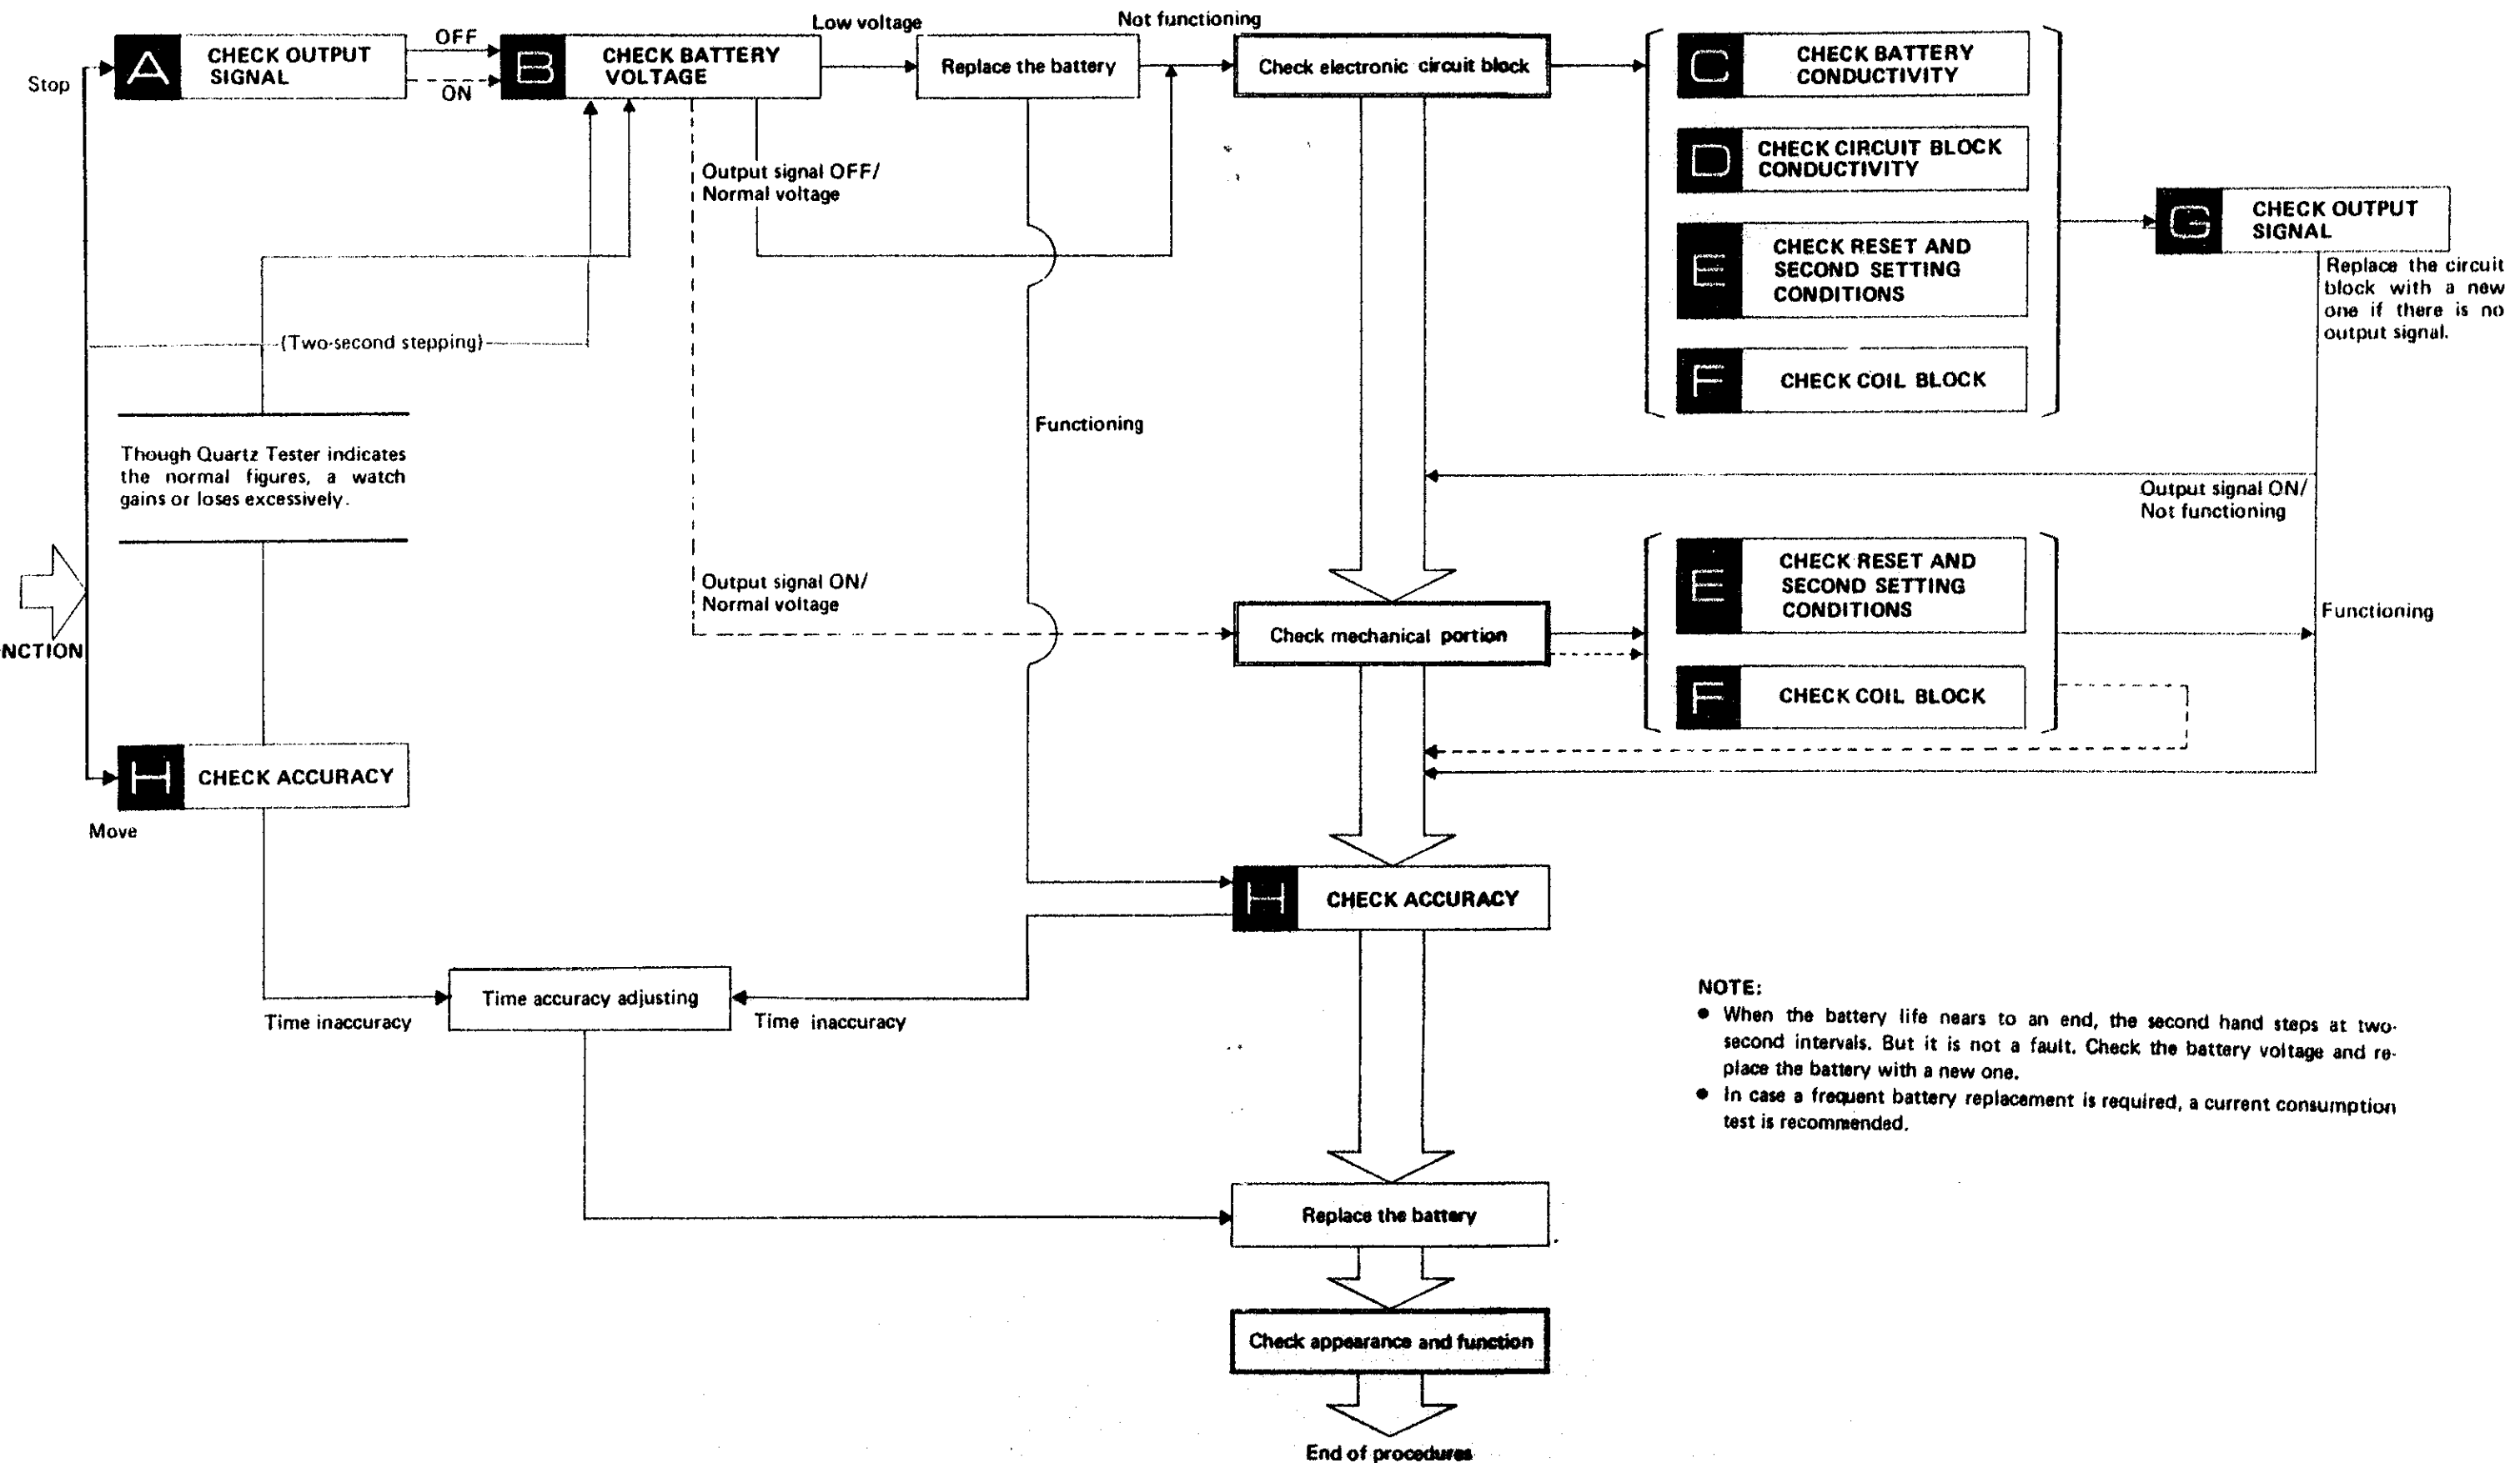 Low voltage
Not functioning
Stop
A
CHECK OUTPUT
SIGNAL
OFF
ON
B
CHECK BATTERY
VOLTAGE
Replace the battery
Check electronic circuit block
C
CHECK BATTERY
CONDUCTIVITY
D
CHECK CIRCUIT BLOCK
CONDUCTIVITY
E
CHECK RESET AND
SECOND SETTING
CONDITIONS
F
CHECK COIL BLOCK
G
CHECK OUTPUT
SIGNAL
Replace the circuit
block with a new
one if there is no
output signal.
Output signal OFF/
Normal voltage
(Two-second stepping)
Functioning
Though Quartz Tester indicates
the normal figures, a watch
gains or loses excessively.
Output signal ON/
Not functioning
NCTION
Output signal ON/
Normal voltage
Check mechanical portion
E
CHECK RESET AND
SECOND SETTING
CONDITIONS
F
CHECK COIL BLOCK
Functioning
H
CHECK ACCURACY
Move
H
CHECK ACCURACY
Time accuracy adjusting
Time inaccuracy
Time inaccuracy
NOTE:
● When the battery life nears to an end, the second hand steps at two-
second intervals. But it is not a fault. Check the battery voltage and re-
place the battery with a new one.
● In case a frequent battery replacement is required, a current consumption
test is recommended.
Replace the battery
Check appearance and function
End of procedures